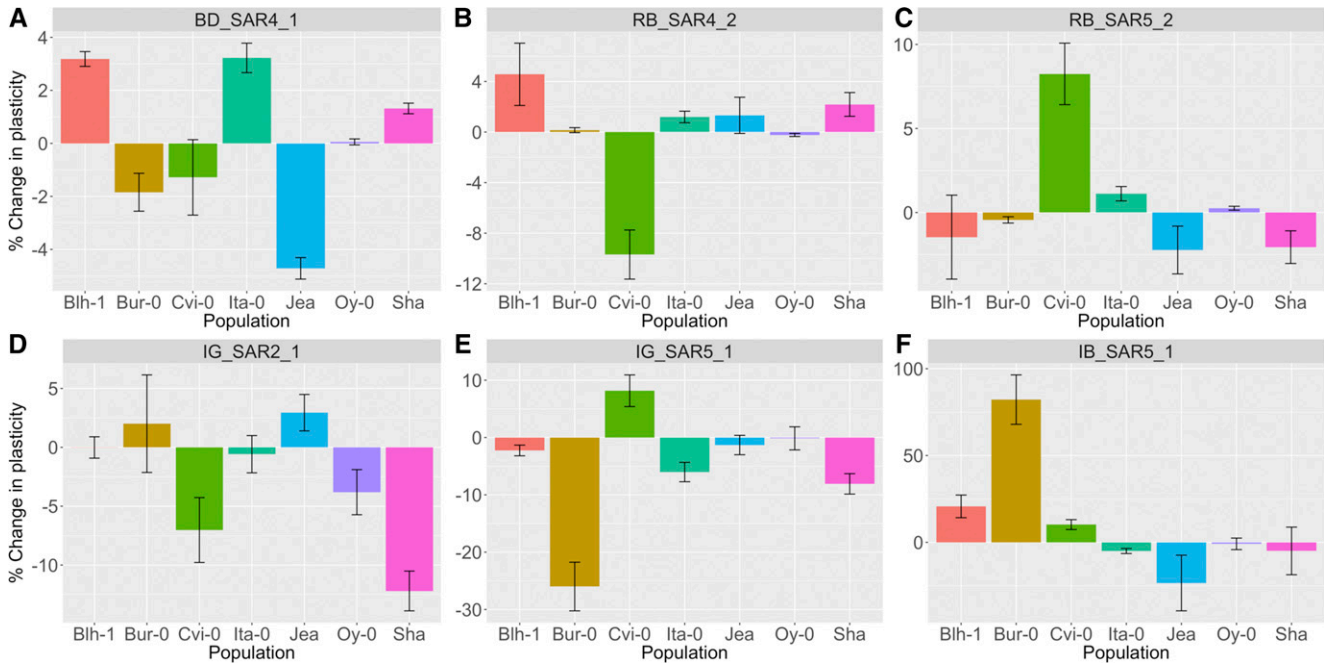 A BD_SAR4_1
% Change in plasticity
4
2
0
-2
-4
Blh-1 Bur-0 Cvi-0 Ita-0 Jea Oy-0 Sha
Population
B RB_SAR4_2
4
0
-4
-8
-12
Blh-1 Bur-0 Cvi-0 Ita-0 Jea Oy-0 Sha
Population
C RB_SAR5_2
10
5
0
Blh-1 Bur-0 Cvi-0 Ita-0 Jea Oy-0 Sha
Population
D IG_SAR2_1
% Change in plasticity
5
0
-5
-10
Blh-1 Bur-0 Cvi-0 Ita-0 Jea Oy-0 Sha
Population
E IG_SAR5_1
10
0
-10
-20
-30
Blh-1 Bur-0 Cvi-0 Ita-0 Jea Oy-0 Sha
Population
F IB_SAR5_1
100
50
0
Blh-1 Bur-0 Cvi-0 Ita-0 Jea Oy-0 Sha
Population